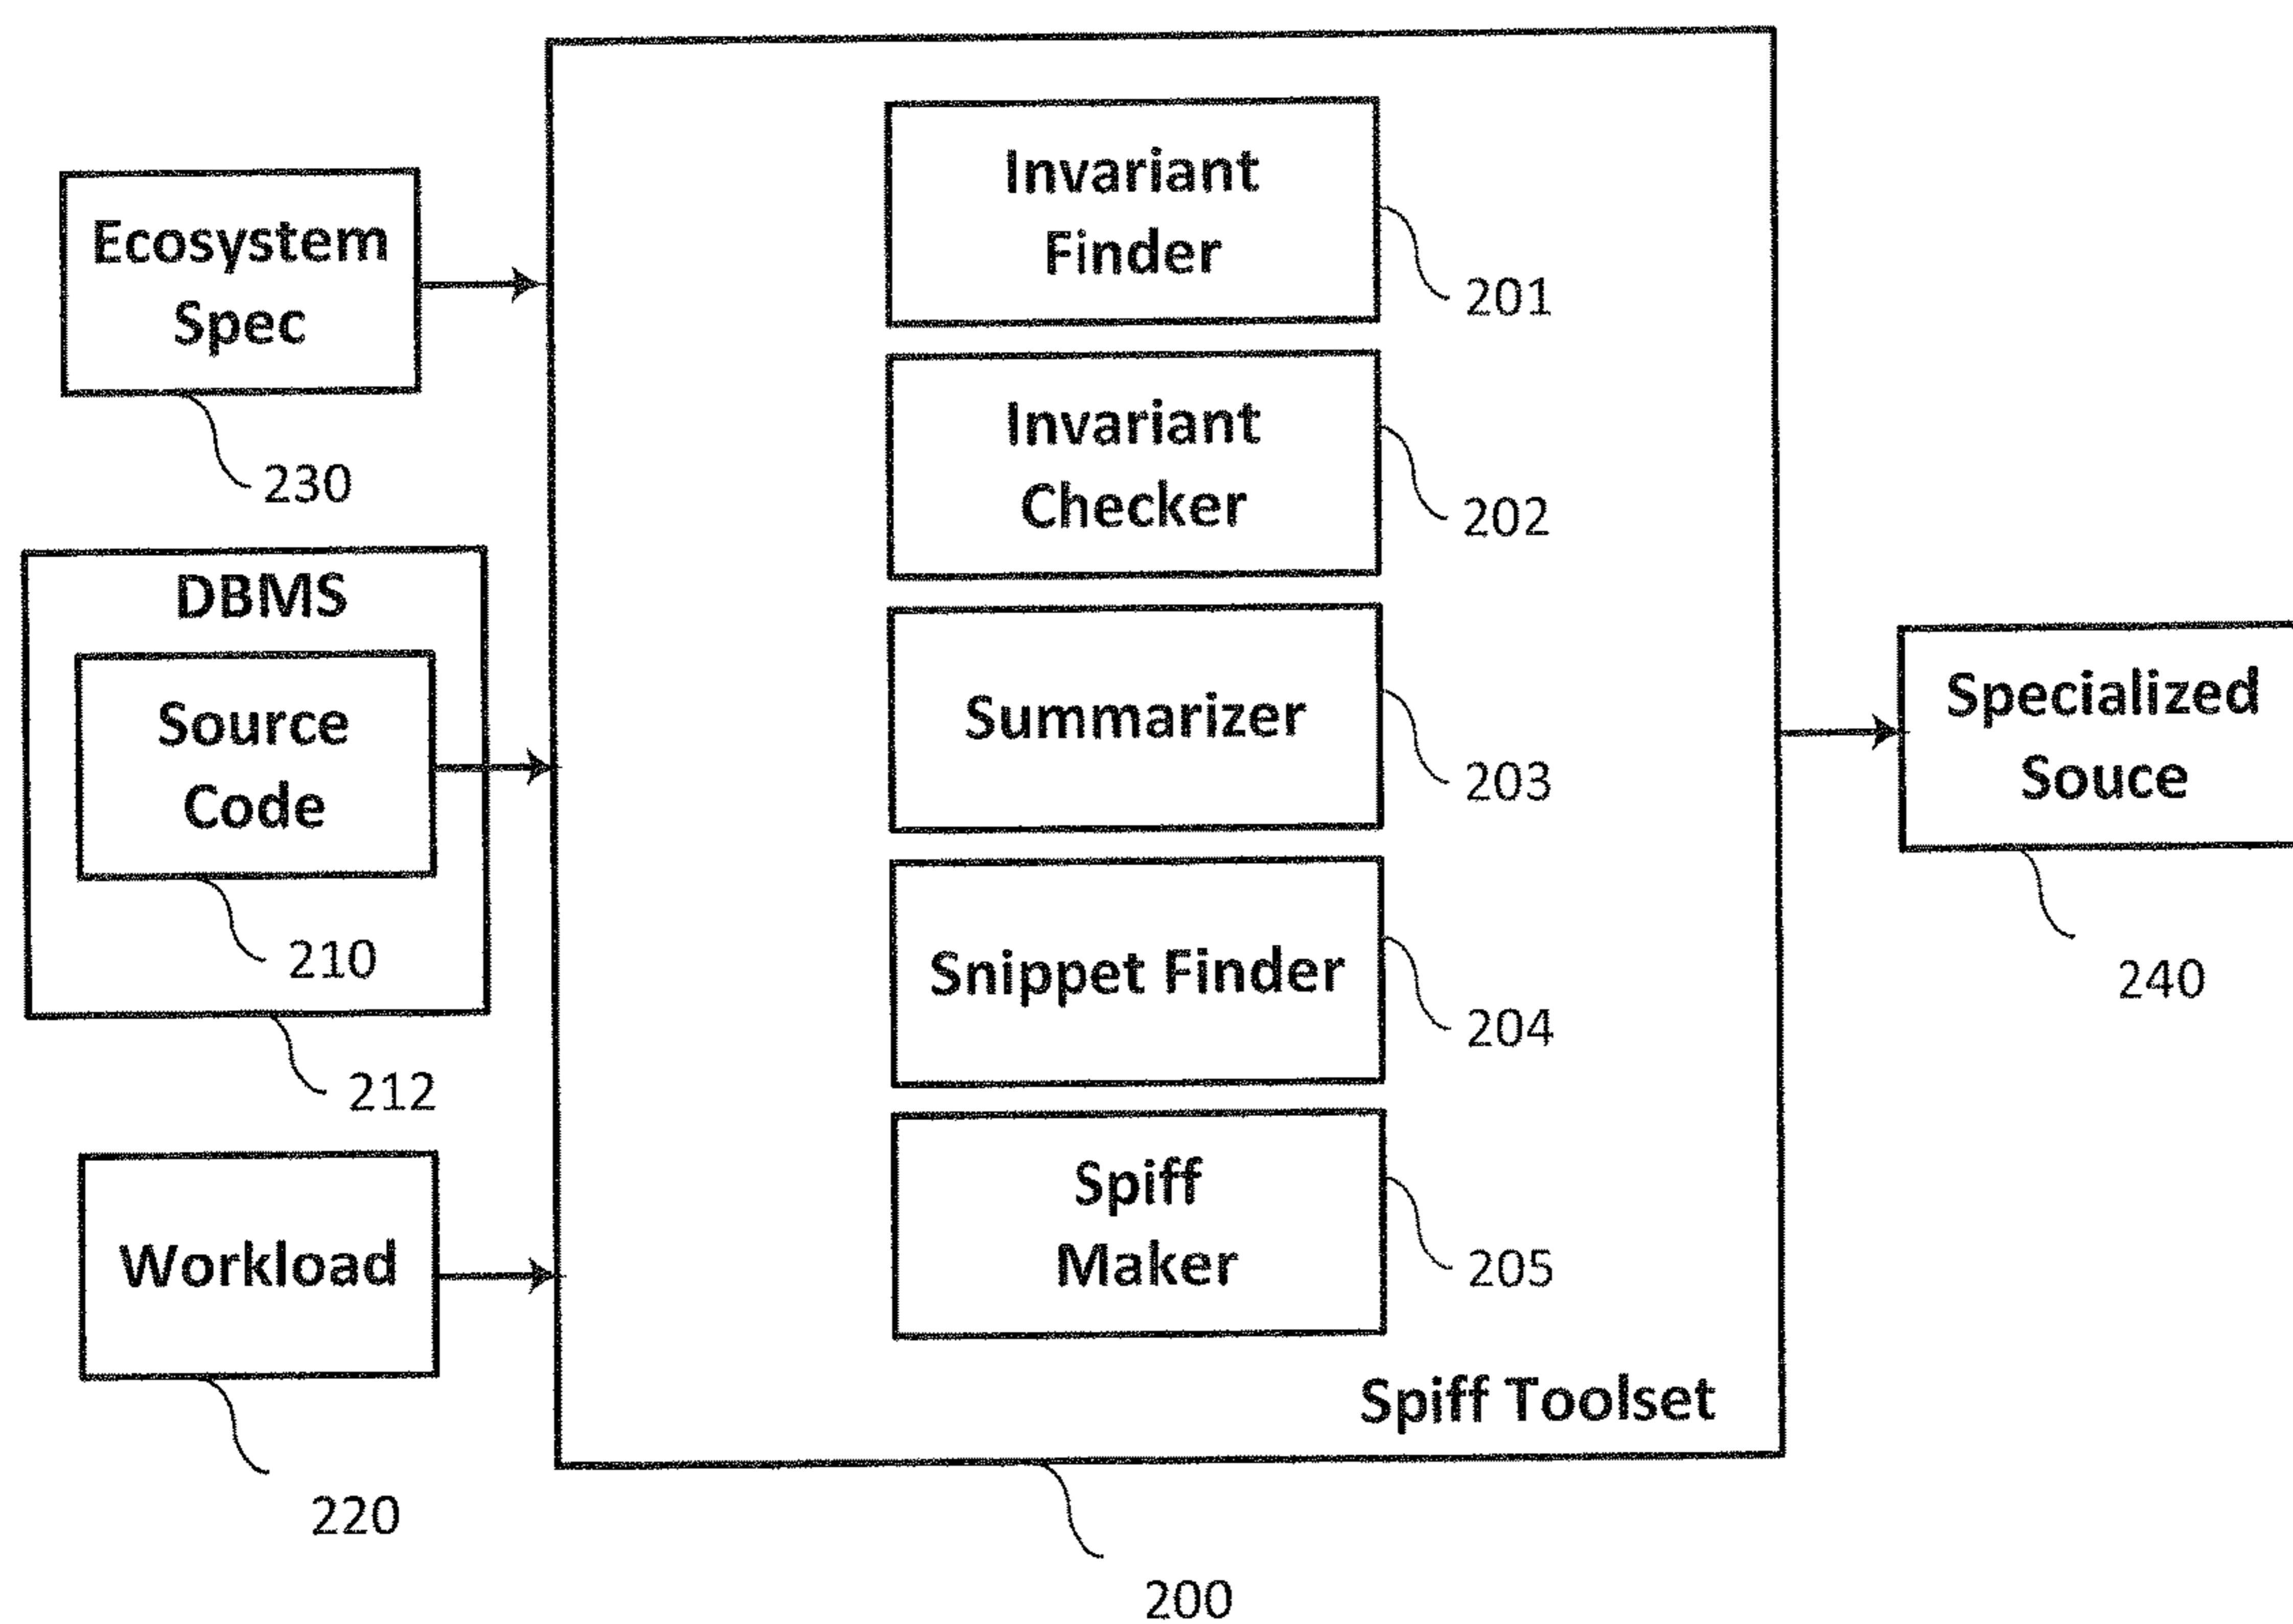 Ecosystem
Spec
230
DBMS
Source
Code
210
212
Workload
220
Invariant
Finder
201
Invariant
Checker
202
Summarizer
203
Snippet Finder
204
Spiff
Maker
205
Spiff Toolset
200
Specialized
Souce
240